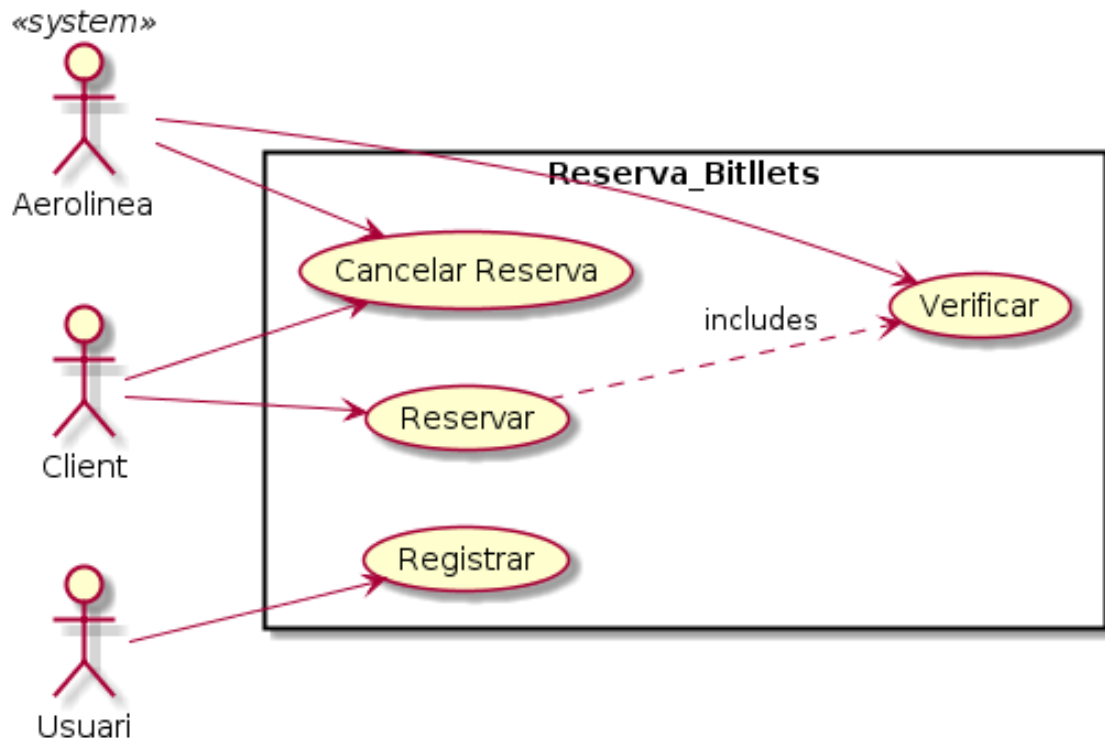 «system»
Aerolinea
Reserva_Bitllets
Cancelar Reserva
Verificar
includes
Reservar
Client
Registrar
Usuari